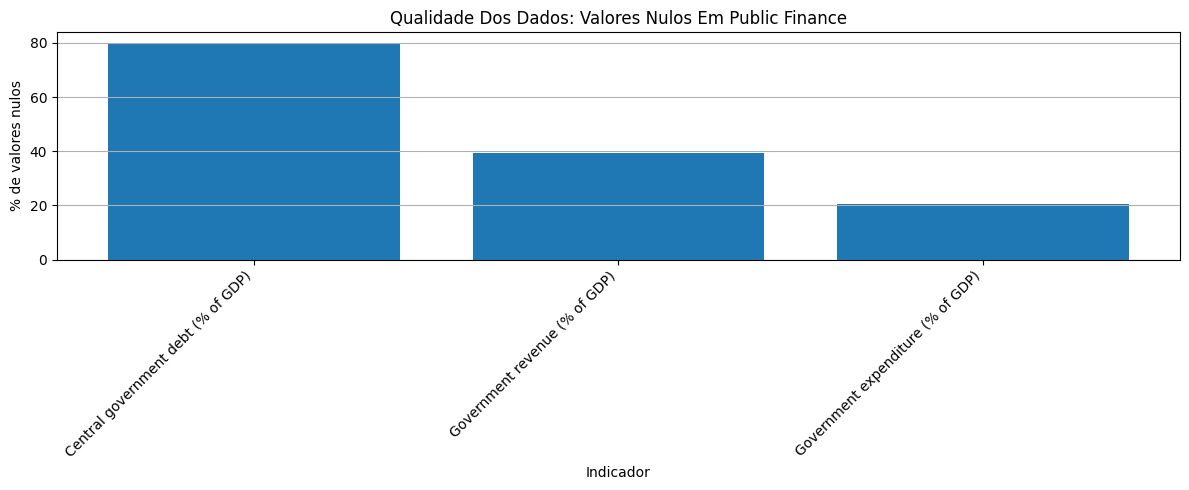 Qualidade Dos Dados: Valores Nulos Em Public Finance
% de valores nulos
80
60
40
20
0
Central government debt (% of GDP)
Government revenue (% of GDP)
Government expenditure (% of GDP)
Indicador